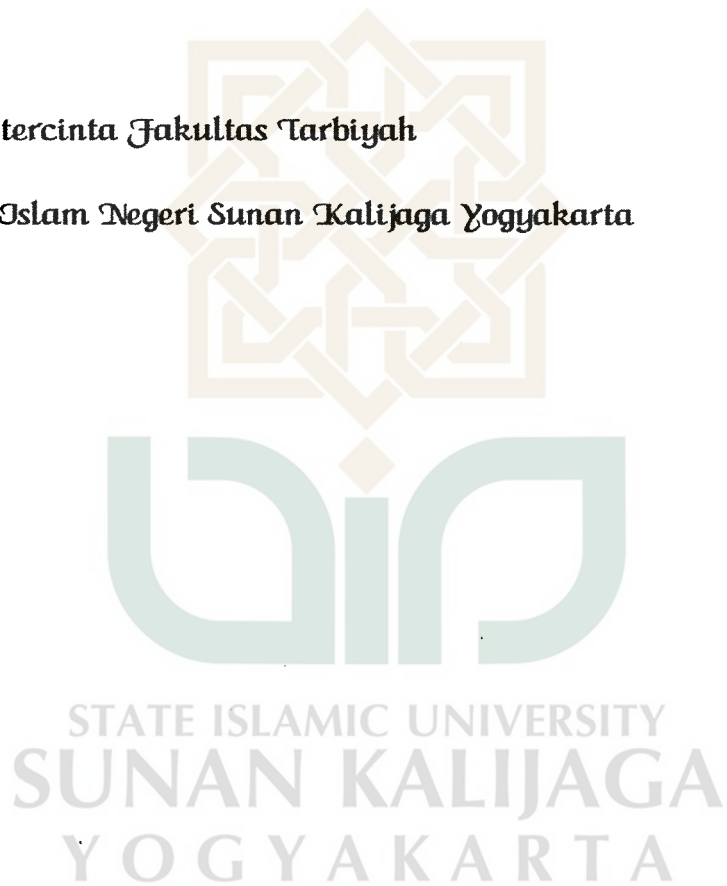 tercinta Fakultas Tarbiyah
Islam Negeri Sunan Kalijaga Yogyakarta
STATE ISLAMIC UNIVERSITY
SUNAN KALIJAGA
YOGYAKARTA